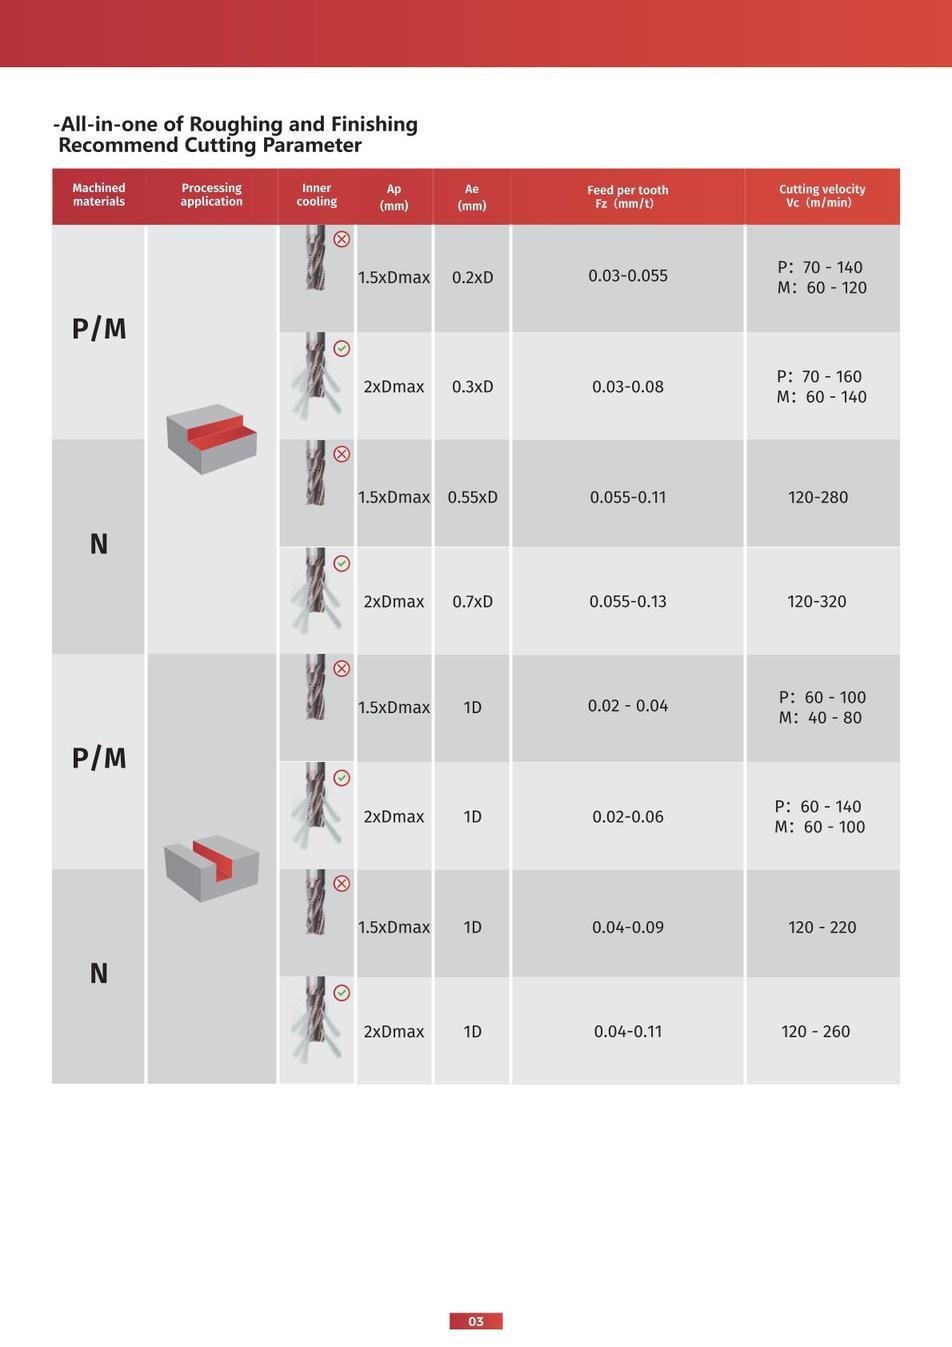 -All-in-one of Roughing and Finishing
Recommend Cutting Parameter
Machined materials
Processing application
Inner cooling
Ap (mm)
Ae (mm)
Feed per tooth Fz（mm/t）
Cutting velocity Vc（m/min）
P/M
1.5xDmax
0.2xD
0.03-0.055
P：70 - 140
M：60 - 120
2xDmax
0.3xD
0.03-0.08
P：70 - 160
M：60 - 140
N
1.5xDmax
0.55xD
0.055-0.11
120-280
2xDmax
0.7xD
0.055-0.13
120-320
P/M
1.5xDmax
1D
0.02 - 0.04
P：60 - 100
M：40 - 80
2xDmax
1D
0.02-0.06
P：60 - 140
M：60 - 100
N
1.5xDmax
1D
0.04-0.09
120 - 220
2xDmax
1D
0.04-0.11
120 - 260
03